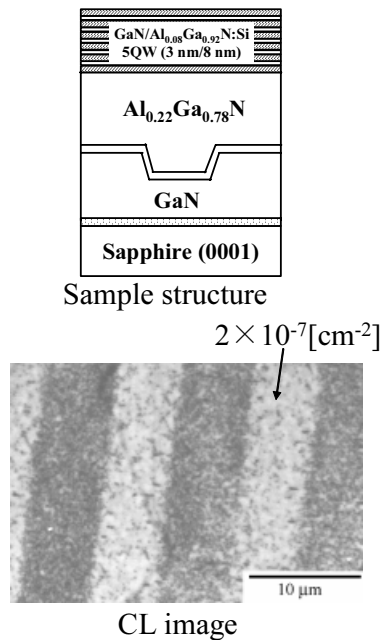 GaN/Al₀.₀₈Ga₀.₉₂N:Si
5QW (3 nm/8 nm)
Al₀.₂₂Ga₀.₇₈N
GaN
Sapphire (0001)
Sample structure
2×10⁻⁷[cm⁻²]
10 μm
CL image